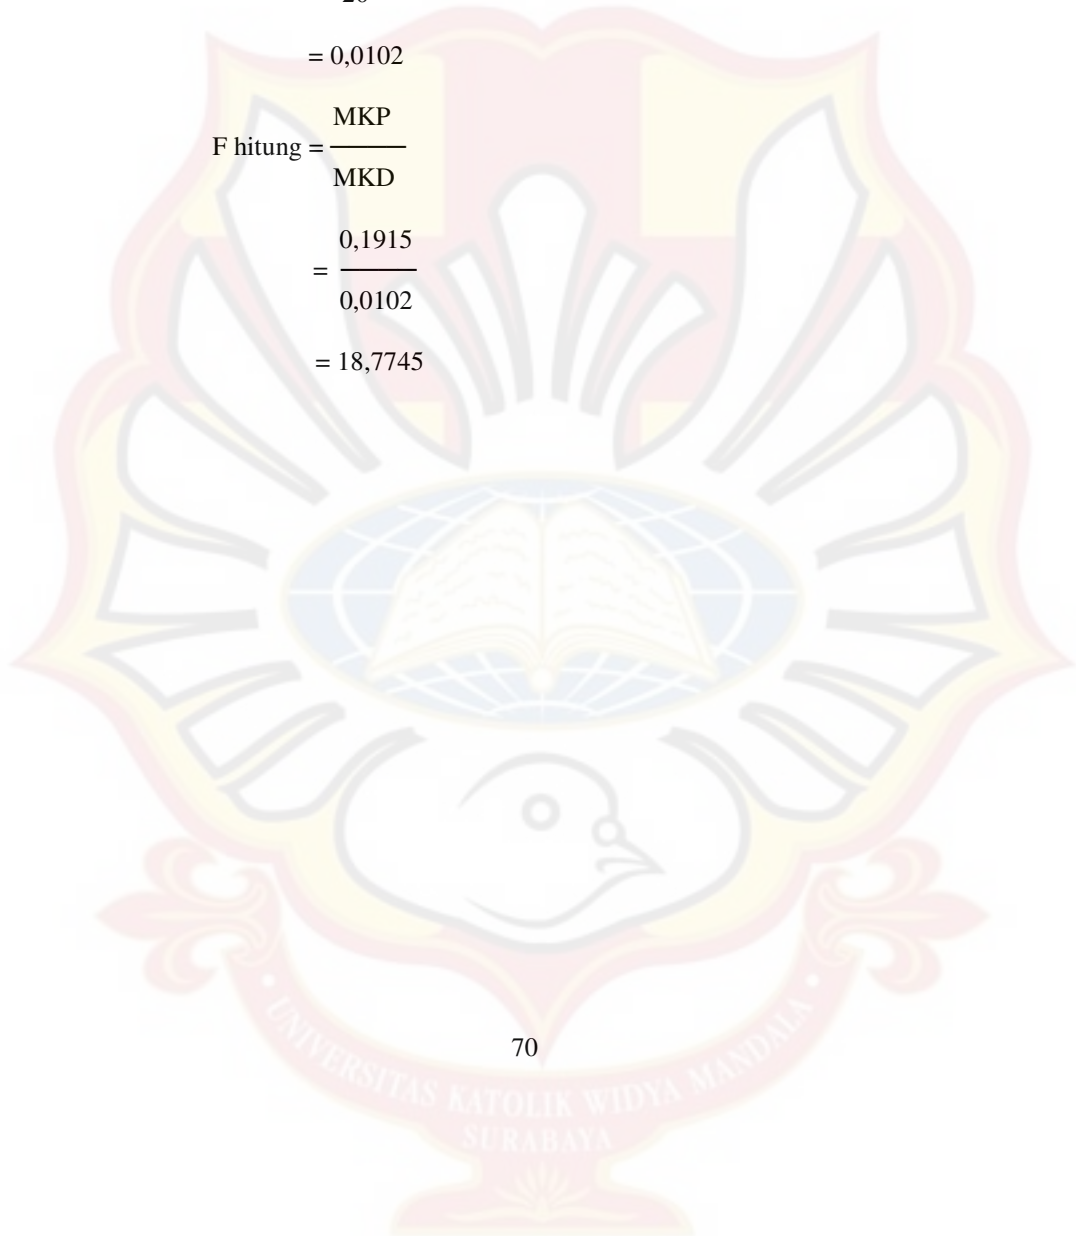 = 0,0102
MKP
F hitung =
MKD
0,1915
=
0,0102
= 18,7745
70
• UNIVERSITAS KATOLIK WIDYA MANDALA •
SURABAYA